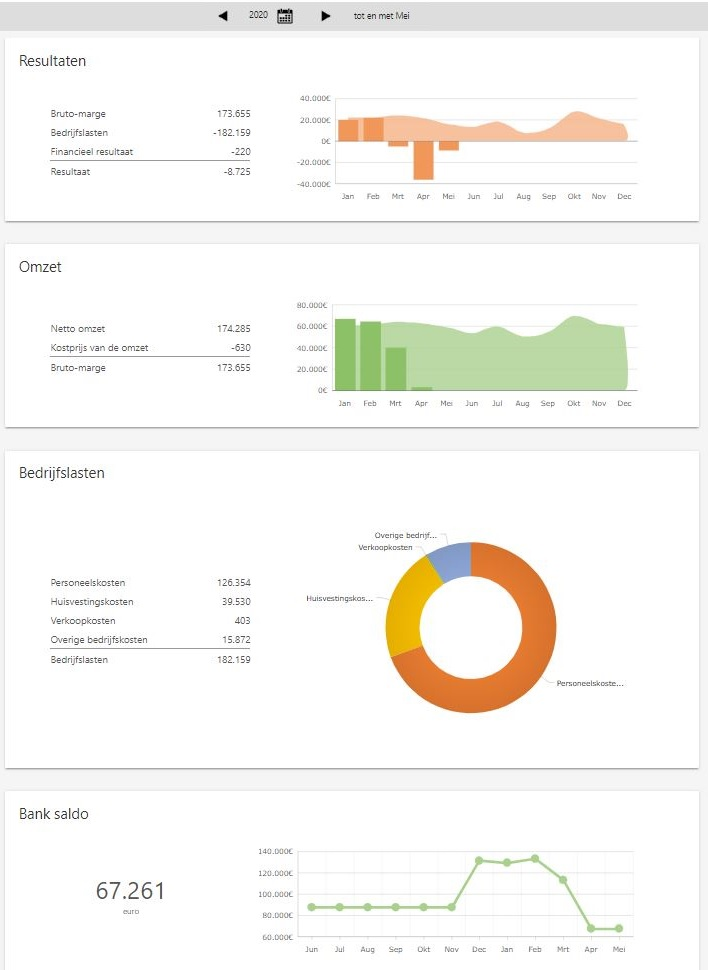 2020 tot en met Mei
Resultaten
Bruto-marge 173.655
Bedrijfslasten -182.159
Financieel resultaat -220
Resultaat -8.725
40.000€
20.000€
0€
-20.000€
-40.000€
Jan Feb Mrt Apr Mei Jun Jul Aug Sep Okt Nov Dec
Omzet
Netto omzet 174.285
Kostprijs van de omzet -630
Bruto-marge 173.655
80.000€
60.000€
40.000€
20.000€
0€
Jan Feb Mrt Apr Mei Jun Jul Aug Sep Okt Nov Dec
Bedrijfslasten
Personeelskosten 126.354
Huisvestingskosten 39.530
Verkoopkosten 403
Overige bedrijfskosten 15.872
Bedrijfslasten 182.159
Overige bedrijf...
Verkoopkosten
Huisvestingskos...
Personeelskoste...
Bank saldo
67.261
euro
140.000€
120.000€
100.000€
80.000€
60.000€
Jun Jul Aug Sep Okt Nov Dec Jan Feb Mrt Apr Mei